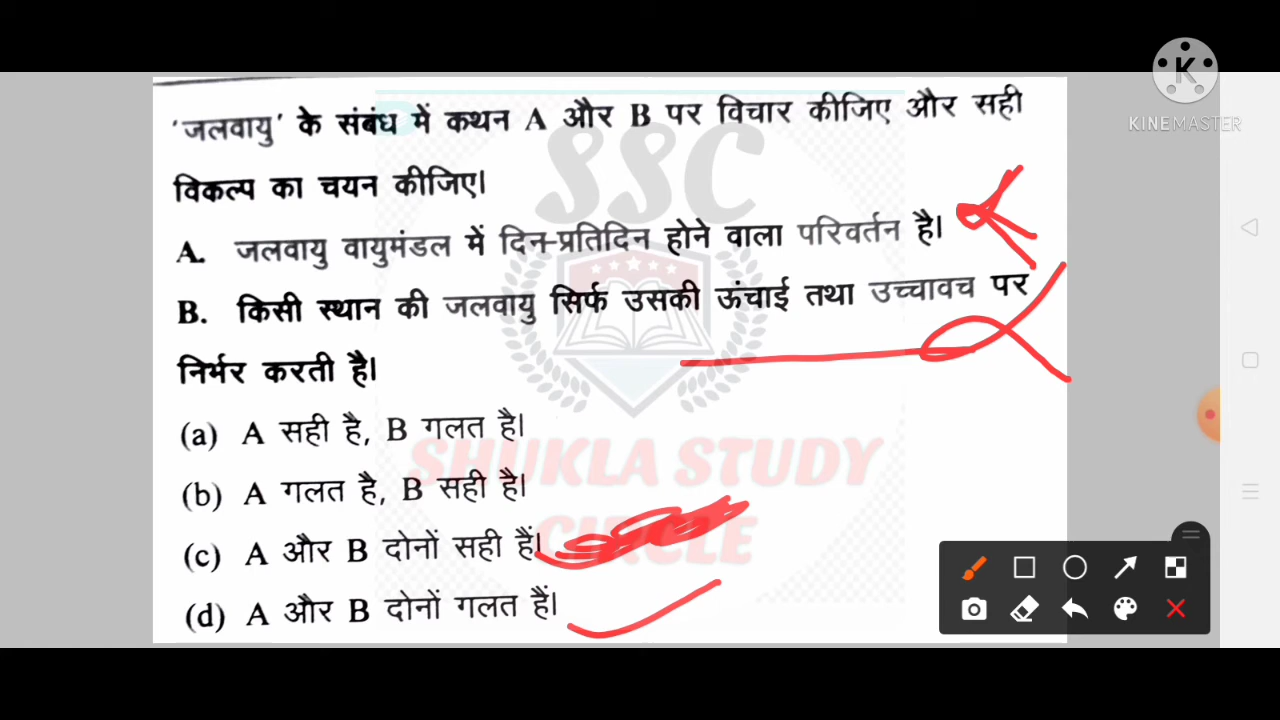 K
KINEMASTER
'जलवायु' के संबंध में कथन A और B पर विचार कीजिए और सही
विकल्प का चयन कीजिए।
A. जलवायु वायुमंडल में दिन-प्रतिदिन होने वाला परिवर्तन है।
B. किसी स्थान की जलवायु सिर्फ उसकी ऊंचाई तथा उच्चावच पर
निर्भर करती है।
(a) A सही है, B गलत है।
(b) A गलत है, B सही है।
(c) A और B दोनों सही हैं।
(d) A और B दोनों गलत हैं।
SSC
SHUKLA STUDY
CIRCLE